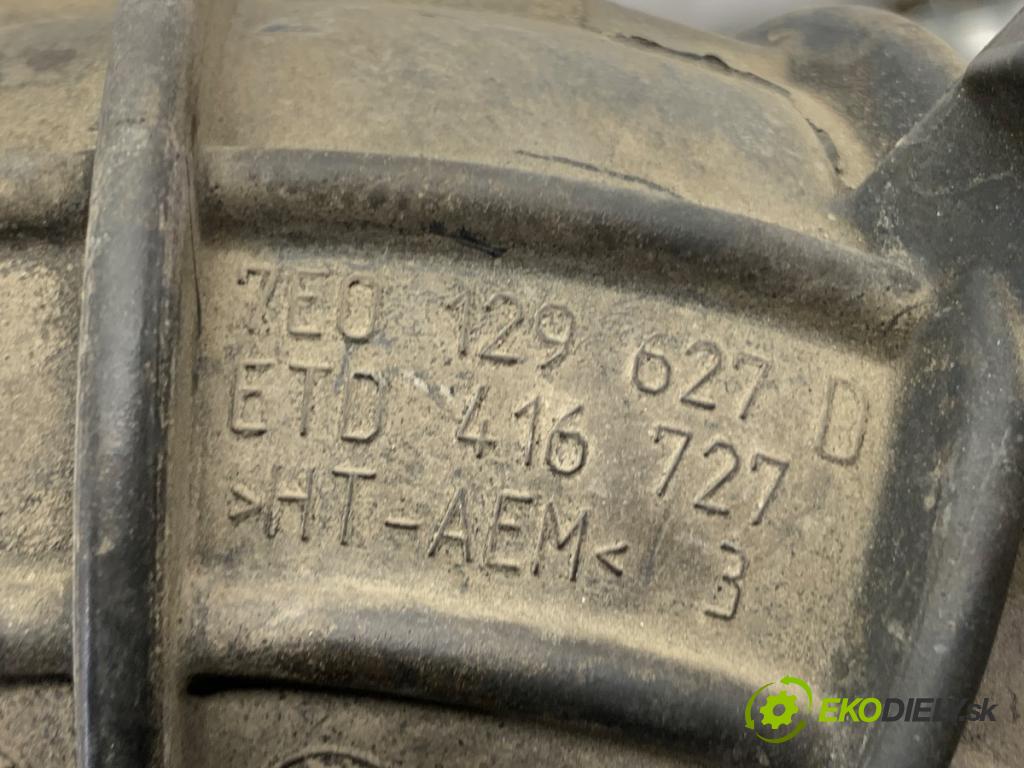 7E0 129 627 D
ETD 416 727
>HT-AEM< 3
EKODIELY.sk